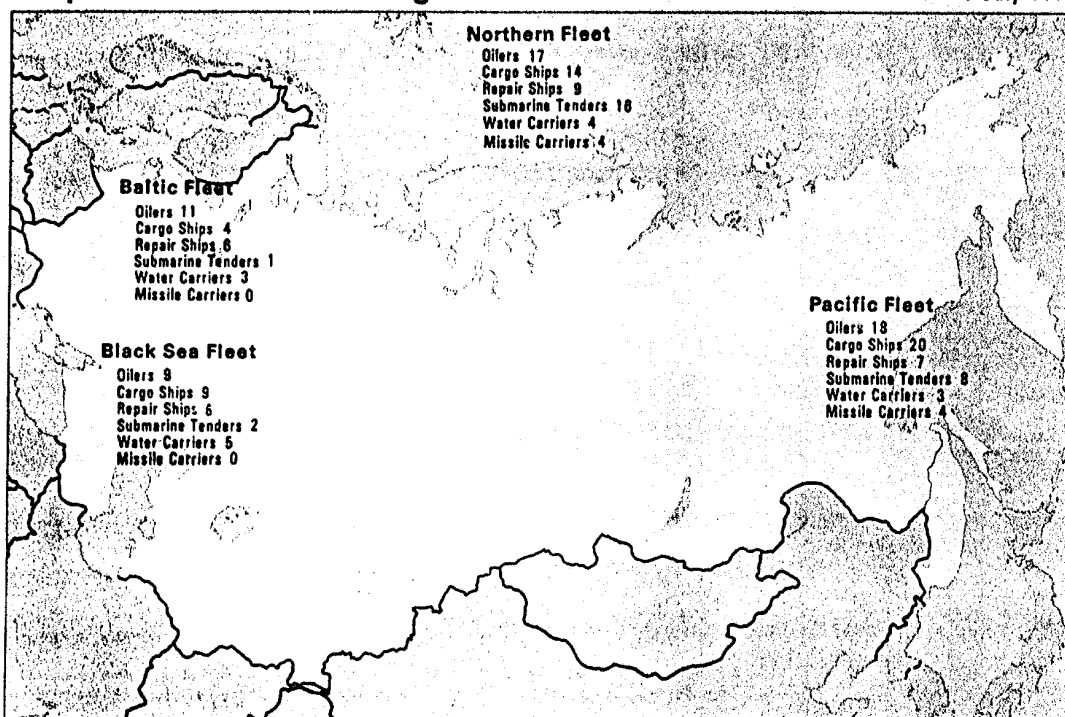 Northern Fleet
Oilers 17
Cargo Ships 14
Repair Ships 9
Submarine Tenders 16
Water Carriers 4
Missile Carriers 4
Baltic Fleet
Oilers 11
Cargo Ships 4
Repair Ships 6
Submarine Tenders 1
Water Carriers 3
Missile Carriers 0
Pacific Fleet
Oilers 18
Cargo Ships 20
Repair Ships 7
Submarine Tenders 8
Water Carriers 3
Missile Carriers 4
Black Sea Fleet
Oilers 9
Cargo Ships 9
Repair Ships 6
Submarine Tenders 2
Water Carriers 5
Missile Carriers 0